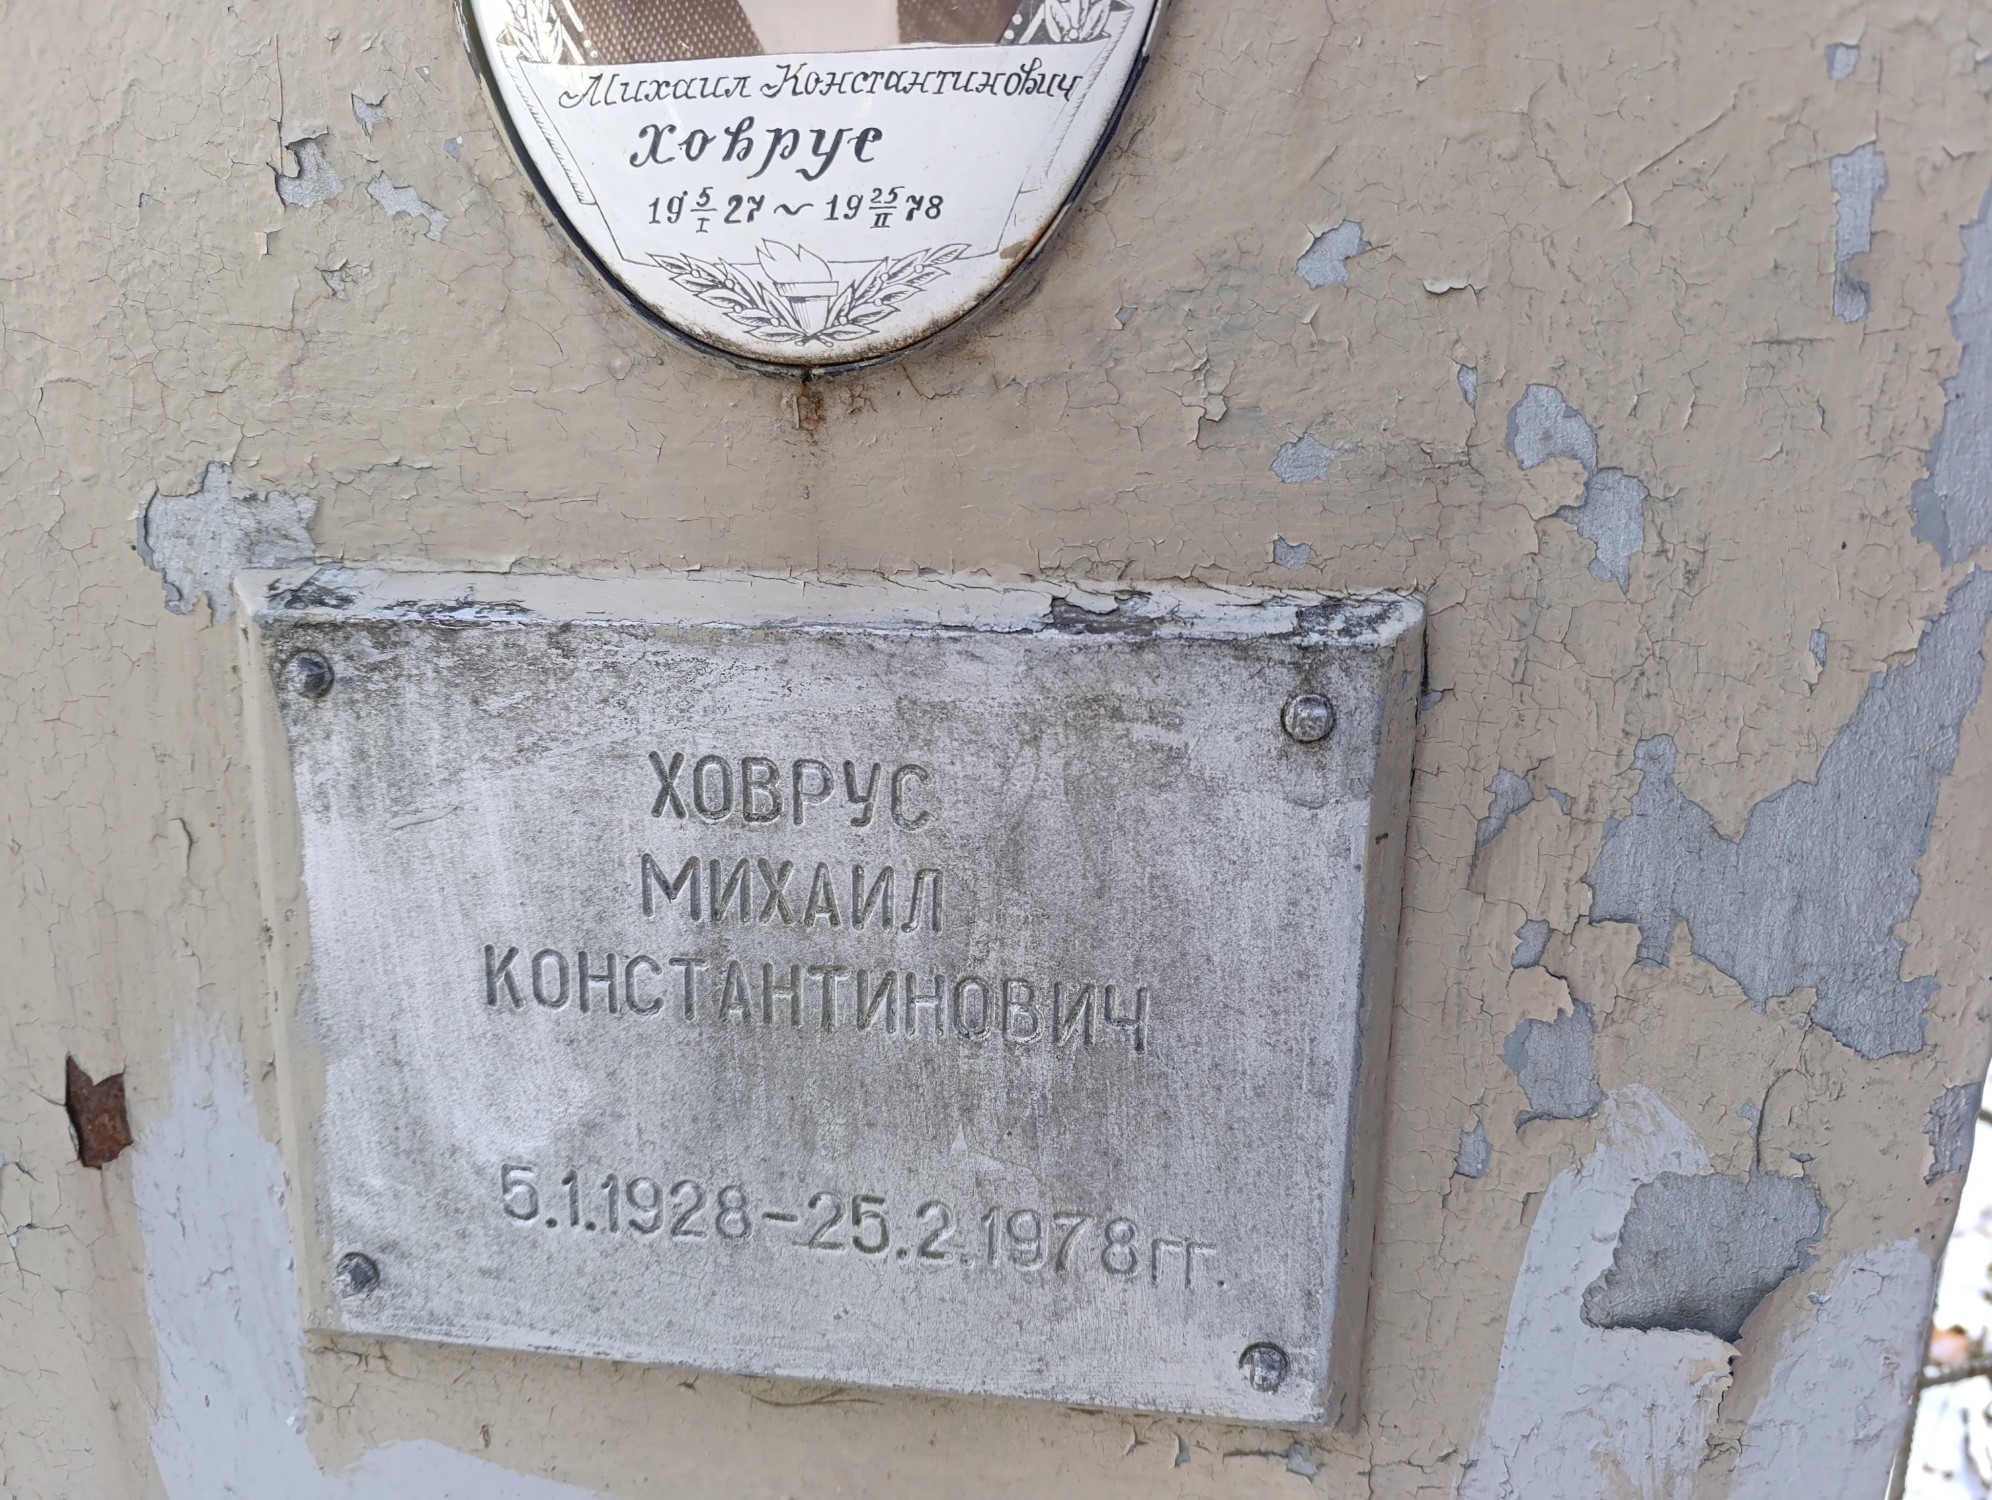 Михаил Константинович
Ховрус
19 5/I 27 ~ 19 25/II 78
ХОВРУС
МИХАИЛ
КОНСТАНТИНОВИЧ
5.1.1928-25.2.1978гг.